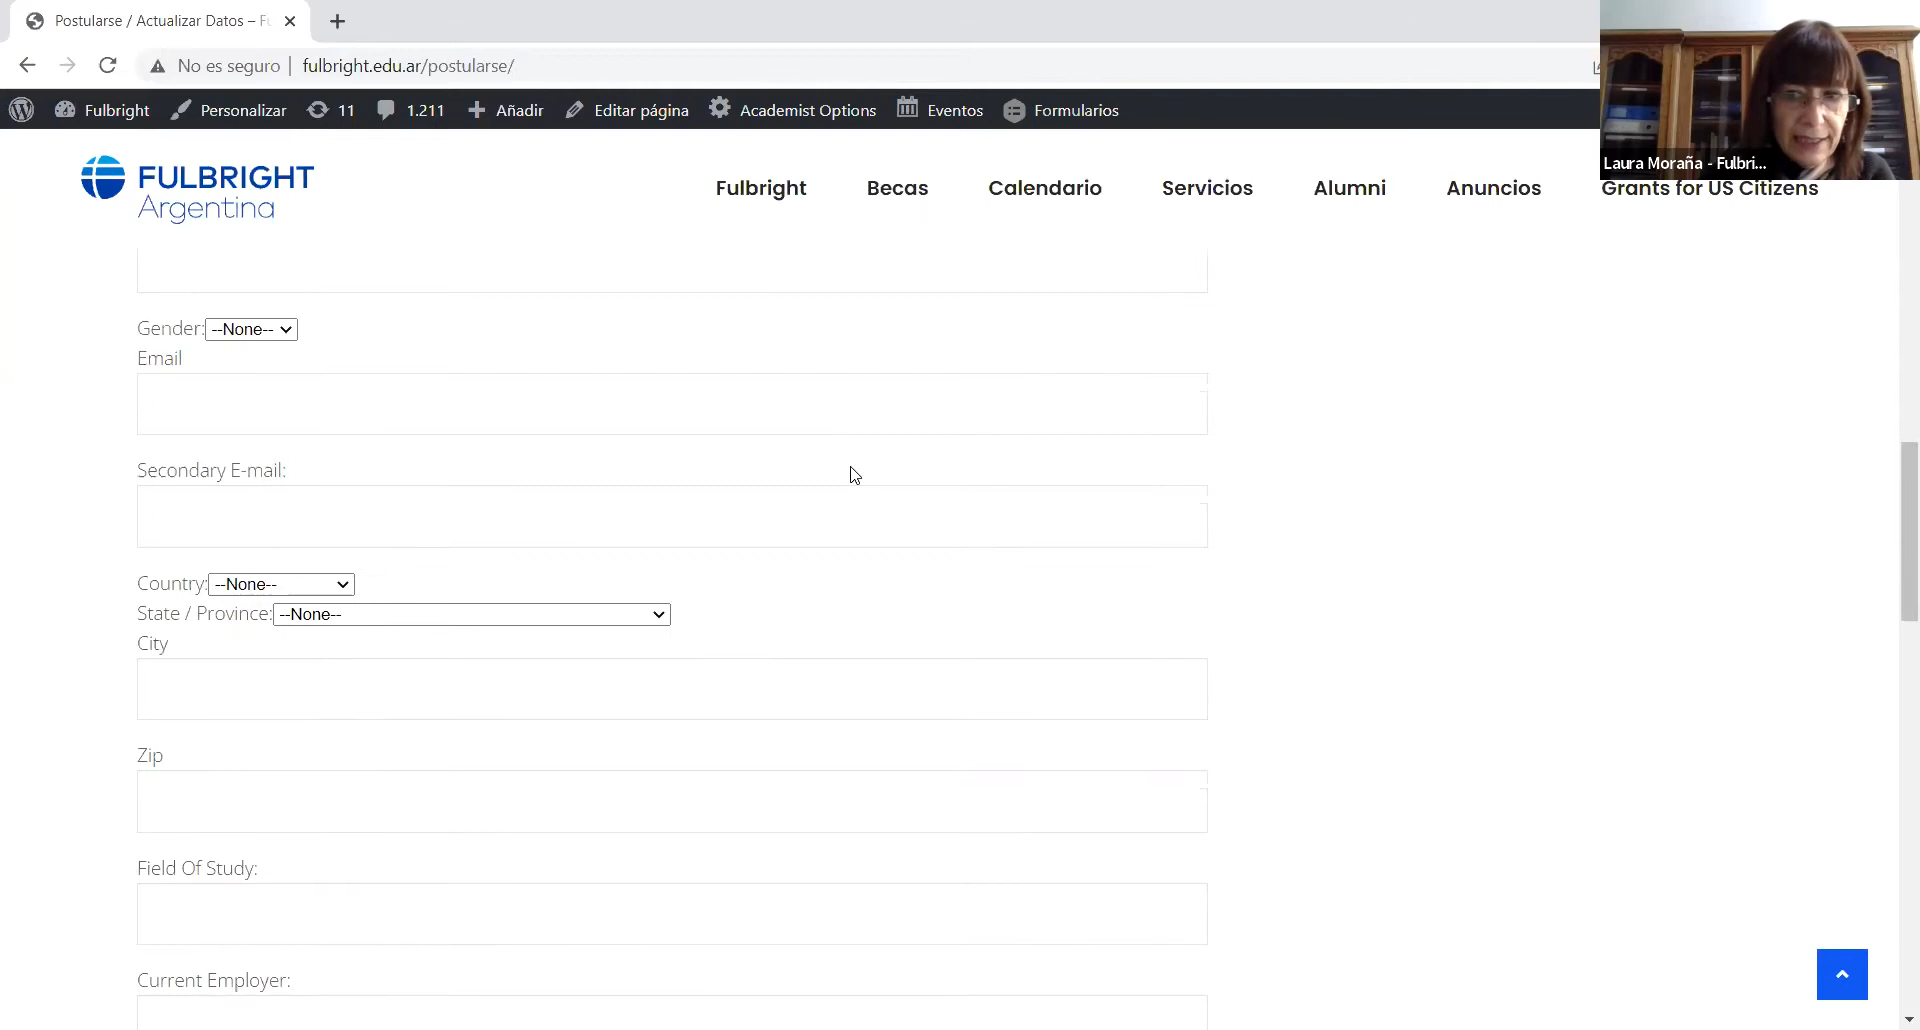 Postularse / Actualizar Datos – Fu
No es seguro | fulbright.edu.ar/postularse/
Fulbright Personalizar 11 1.211 Añadir Editar página Academist Options Eventos Formularios
Laura Moraña - Fulbri...
FULBRIGHT
Argentina
Fulbright Becas Calendario Servicios Alumni Anuncios Grants for US Citizens
Gender: --None--
Email
Secondary E-mail:
Country: --None--
State / Province: --None--
City
Zip
Field Of Study:
Current Employer: